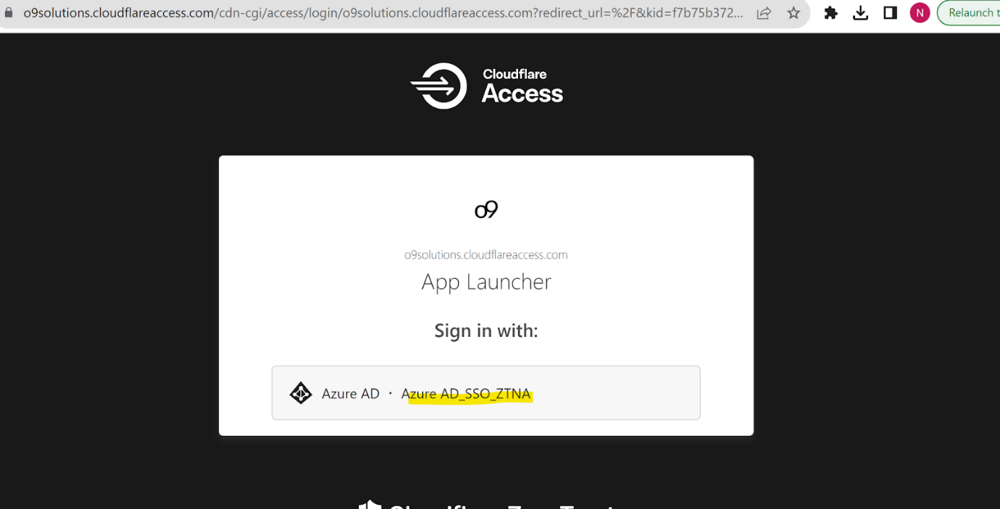 o9solutions.cloudflareaccess.com/cdn-cgi/access/login/o9solutions.cloudflareaccess.com?redirect_url=%2F&kid=f7b75b372...
N
Relaunch t
Cloudflare
Access
o9
o9solutions.cloudflareaccess.com
App Launcher
Sign in with:
Azure AD · Azure AD_SSO_ZTNA